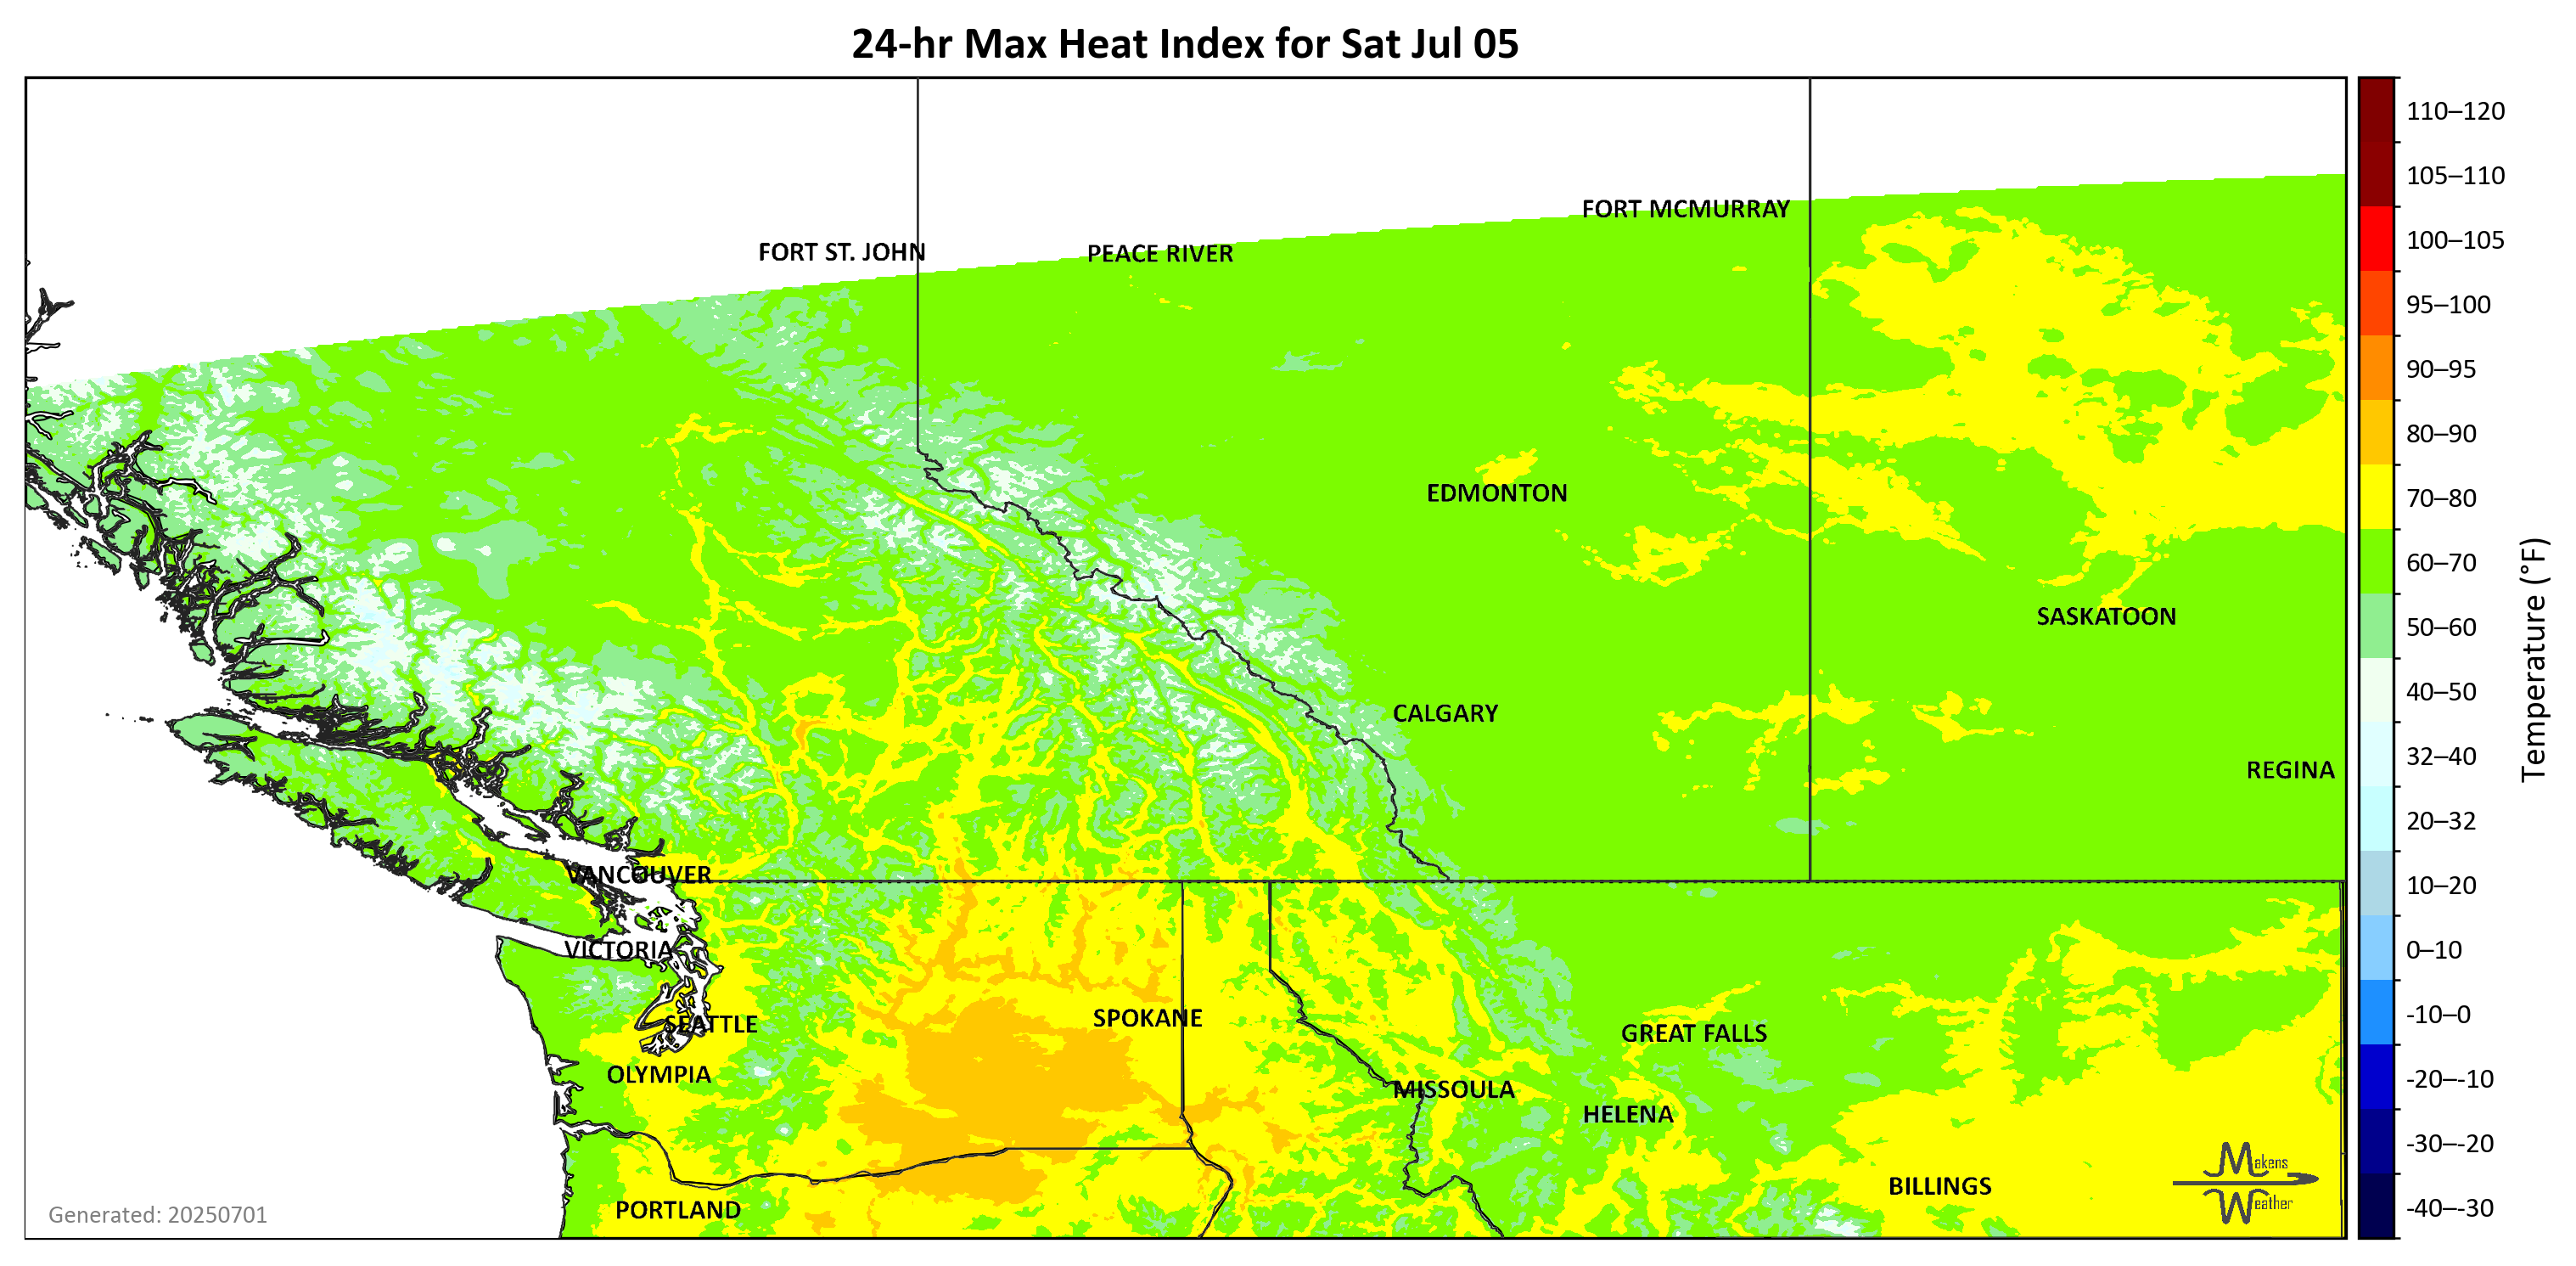 24-hr Max Heat Index for Sat Jul 05
110–120
105–110
FORT MCMURRAY
100–105
FORT ST. JOHN
PEACE RIVER
95–100
90–95
80–90
EDMONTON
70–80
60–70
SASKATOON
50–60
Temperature (°F)
40–50
CALGARY
32–40
REGINA
20–32
VANCOUVER
10–20
VICTORIA
0–10
SPOKANE
-10–0
SEATTLE
GREAT FALLS
OLYMPIA
-20–-10
MISSOULA
HELENA
-30–-20
Makens
Weather
BILLINGS
PORTLAND
-40–-30
Generated: 20250701